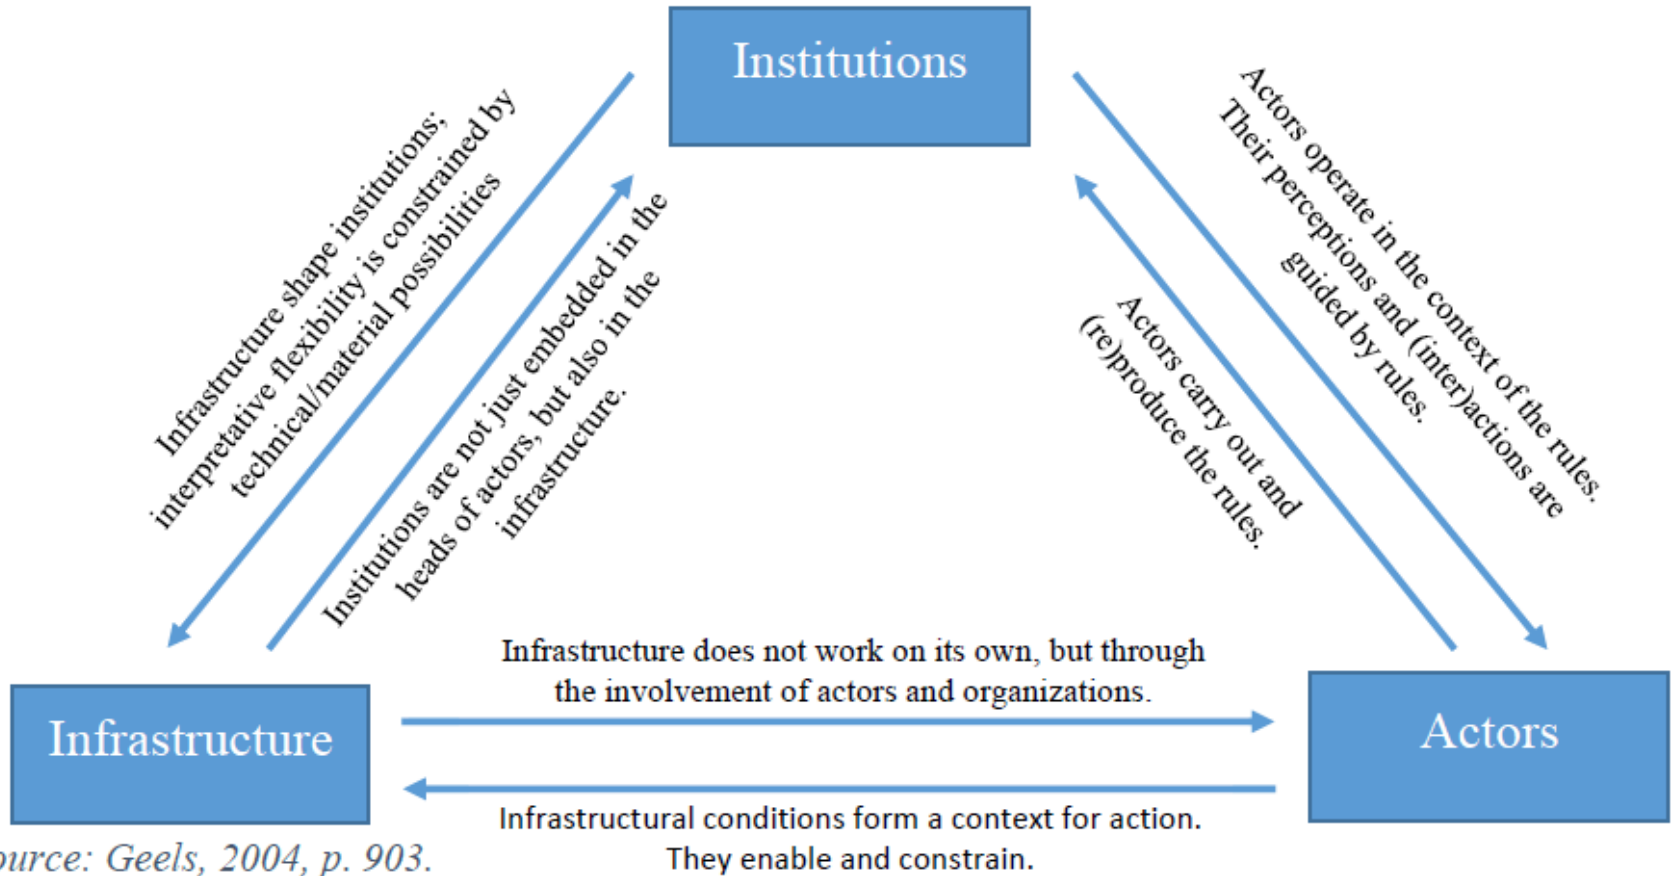 Institutions
Infrastructure shape institutions;
interpretative flexibility is constrained by
technical/material possibilities
Institutions are not just embedded in the
heads of actors, but also in the
infrastructure.
Actors operate in the context of the rules.
Their perceptions and (inter)actions are
guided by rules.
Actors carry out and
(re)produce the rules.
Infrastructure does not work on its own, but through
the involvement of actors and organizations.
Infrastructure
Actors
Infrastructural conditions form a context for action.
They enable and constrain.
ource: Geels, 2004, p. 903.